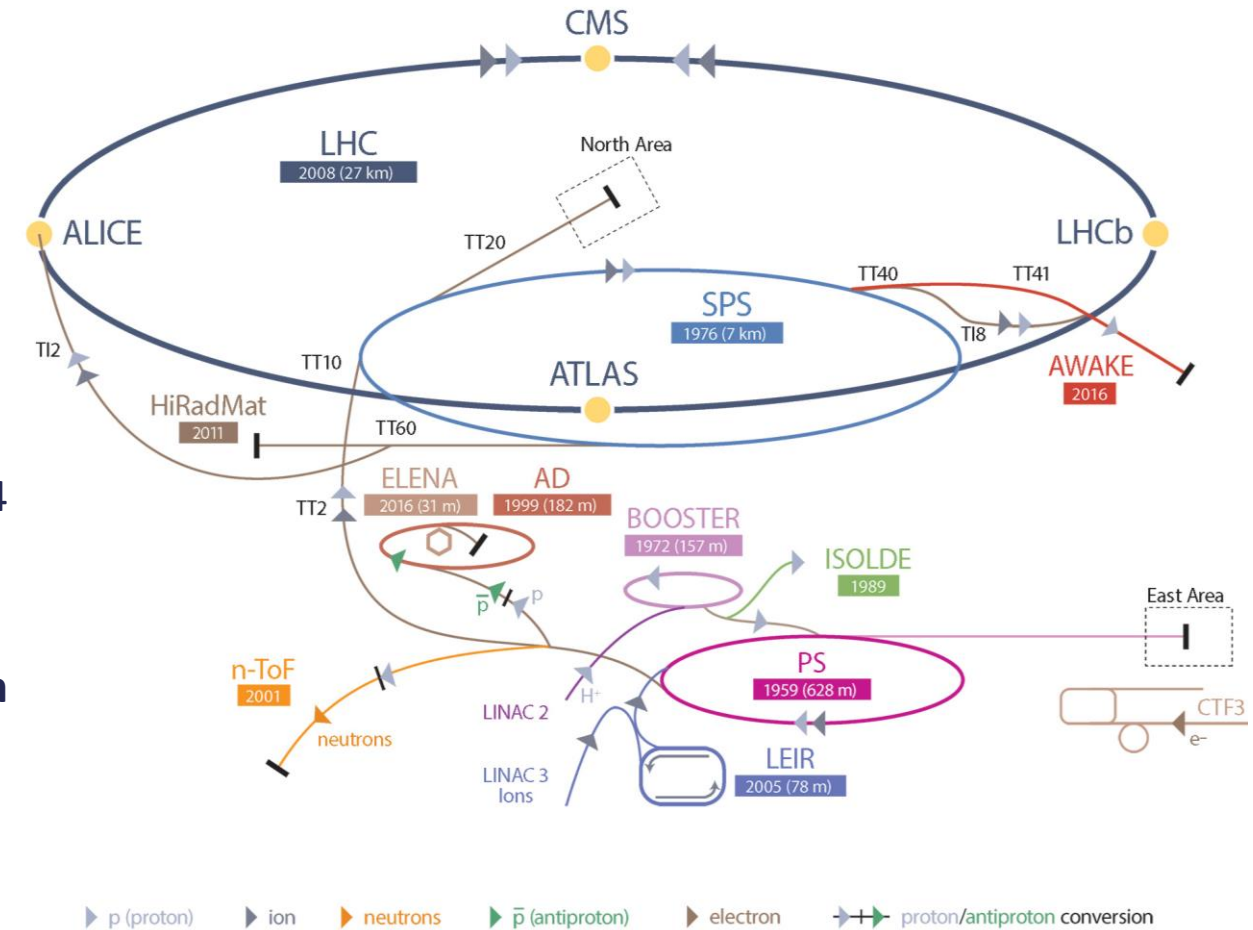 CMS
LHC
2008 (27 km)
North Area
TT20
ALICE
LHCb
TT40
TT41
SPS
1976 (7 km)
TI8
TI2
TT10
ATLAS
AWAKE
2016
HiRadMat
2011
TT60
4
ELENA
2016 (31 m)
AD
1999 (182 m)
TT2
BOOSTER
1972 (157 m)
ISOLDE
1989
p̅
p
East Area
n-ToF
2001
PS
1959 (628 m)
H⁺
LINAC 2
neutrons
CTF3
e⁻
LEIR
2005 (78 m)
LINAC 3
Ions
p (proton)
ion
neutrons
p̅ (antiproton)
electron
proton/antiproton conversion